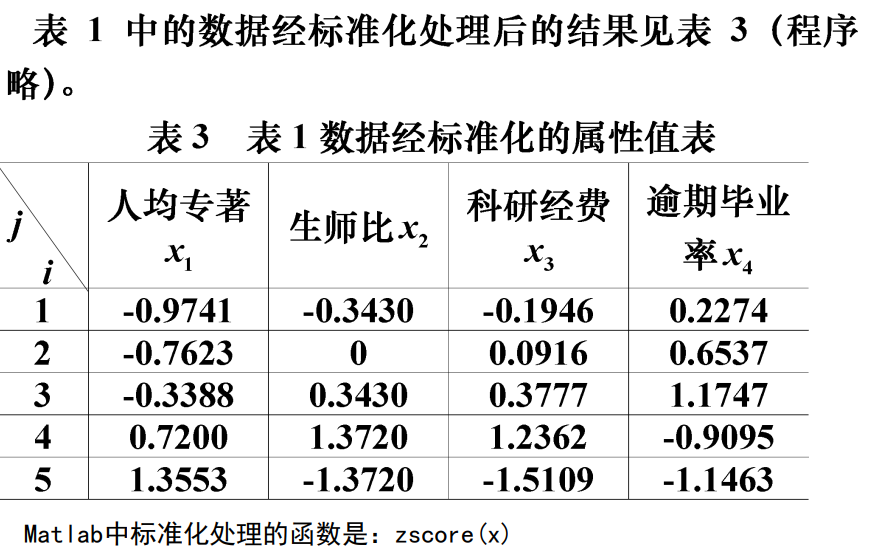 表 1 中的数据经标准化处理后的结果见表 3（程序
略）。
表 3 表 1 数据经标准化的属性值表
j i 人均专著 x₁ 生师比 x₂ 科研经费 x₃ 逾期毕业率 x₄
1 -0.9741 -0.3430 -0.1946 0.2274
2 -0.7623 0 0.0916 0.6537
3 -0.3388 0.3430 0.3777 1.1747
4 0.7200 1.3720 1.2362 -0.9095
5 1.3553 -1.3720 -1.5109 -1.1463
Matlab中标准化处理的函数是：zscore(x)